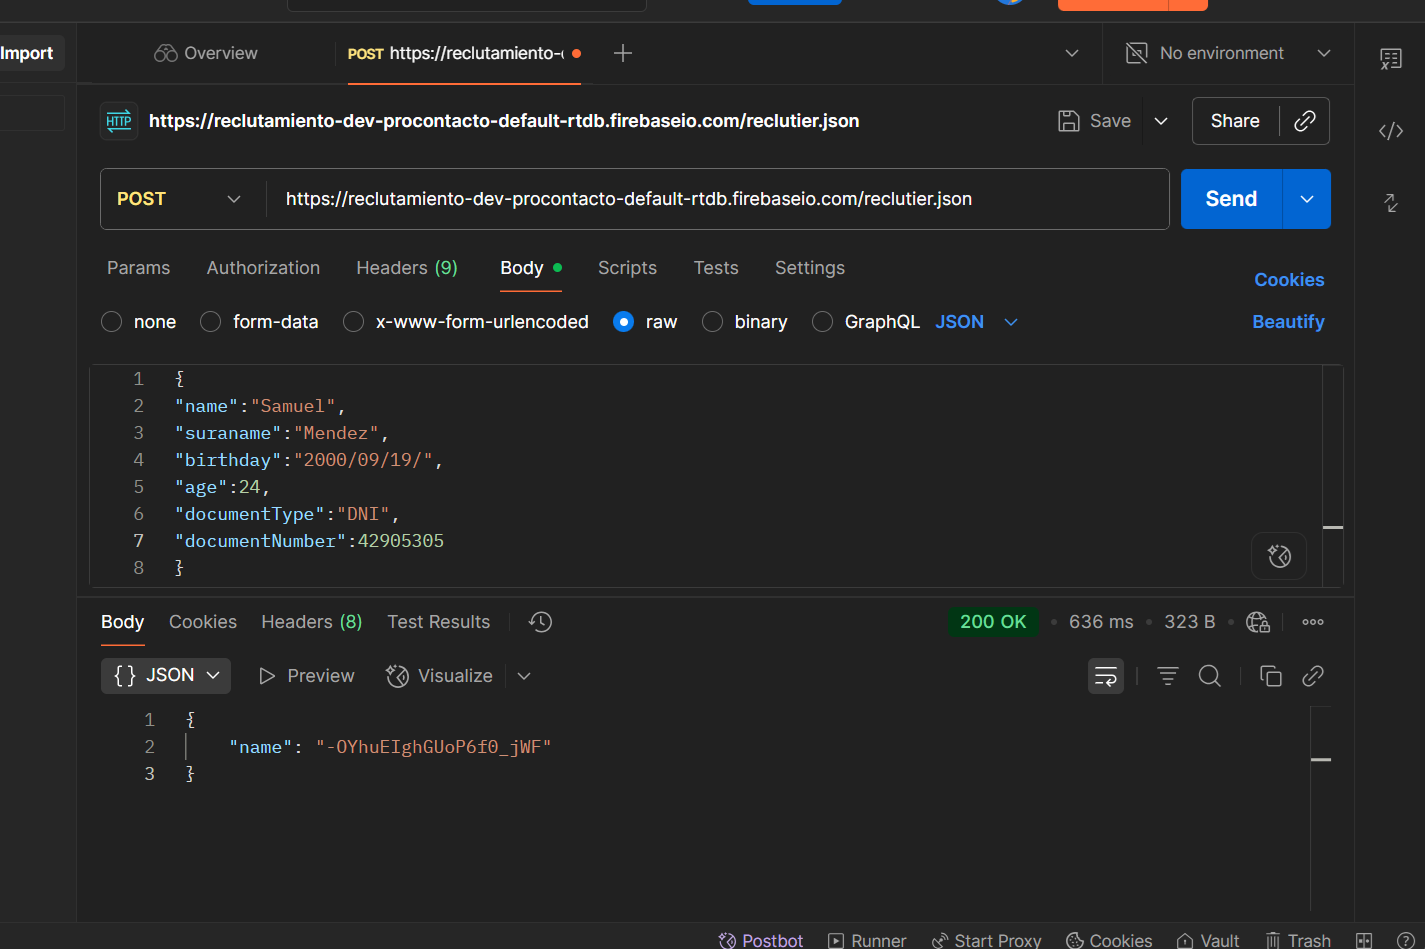 Import
Overview
POST https://reclutamiento-
No environment
HTTP https://reclutamiento-dev-procontacto-default-rtdb.firebaseio.com/reclutier.json
Save
Share
POST
https://reclutamiento-dev-procontacto-default-rtdb.firebaseio.com/reclutier.json
Send
Params Authorization Headers (9) Body Scripts Tests Settings
Cookies
none form-data x-www-form-urlencoded raw binary GraphQL JSON
Beautify
1 {
2 "name":"Samuel",
3 "suraname":"Mendez",
4 "birthday":"2000/09/19/",
5 "age":24,
6 "documentType":"DNI",
7 "documentNumber":42905305
8 }
Body Cookies Headers (8) Test Results
200 OK • 636 ms • 323 B •
{} JSON Preview Visualize
1 {
2 "name": "-OYhuEIghGUoP6f0_jWF"
3 }
Postbot Runner Start Proxy Cookies Vault Trash